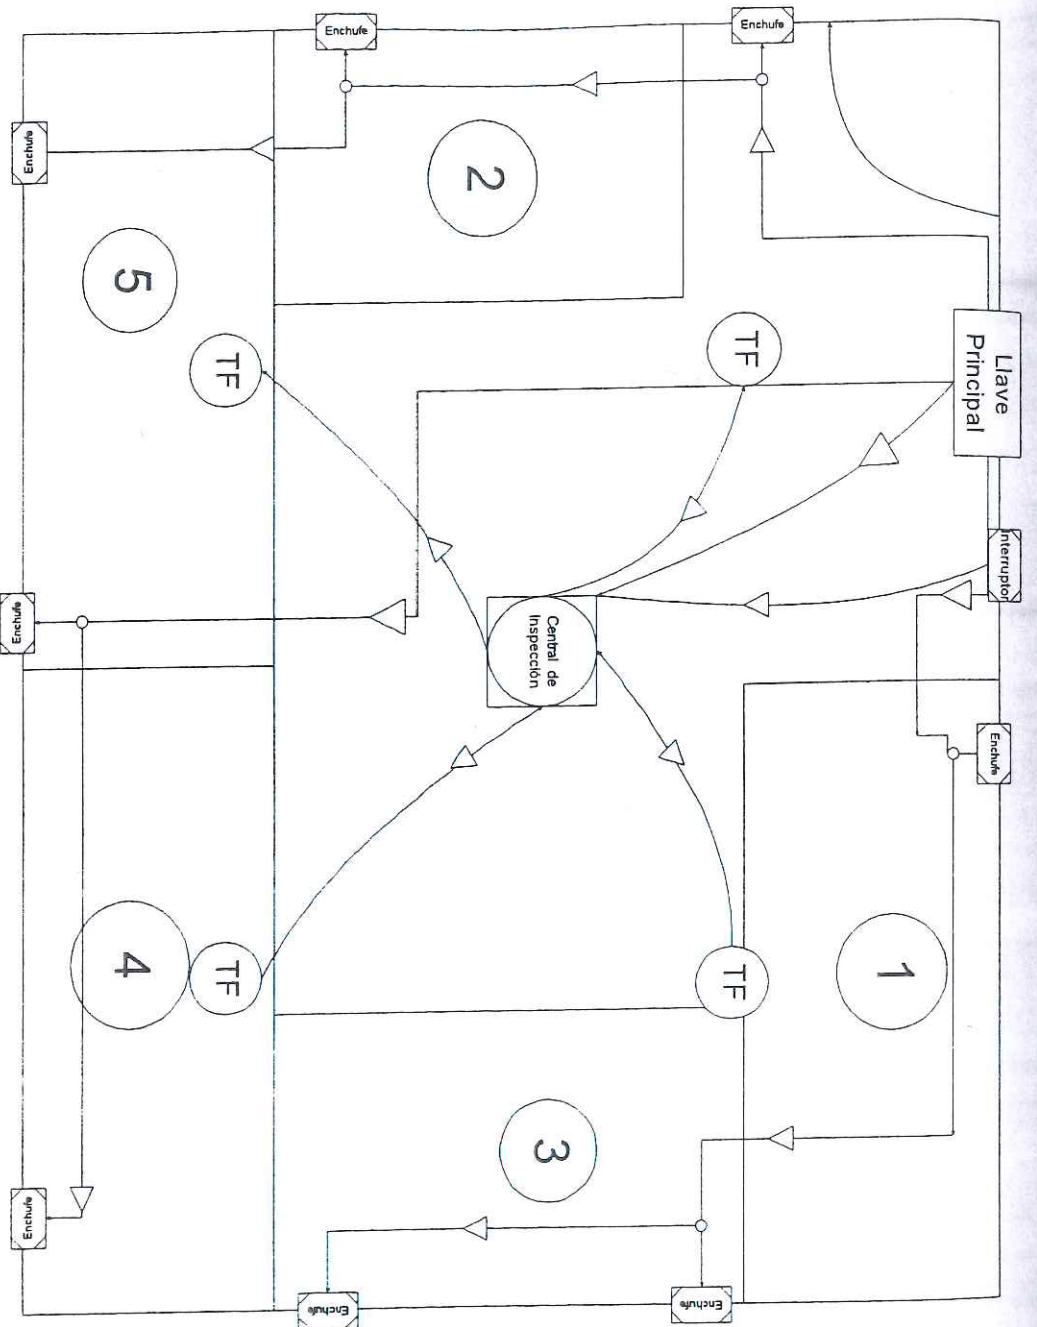 Enchufe
Enchufe
Enchufe
2
5
TF
TF
Llave
Principal
Interruptor
Central de
Inspección
Enchufe
Enchufe
1
4
TF
TF
3
Enchufe
Enchufe
Enchufe